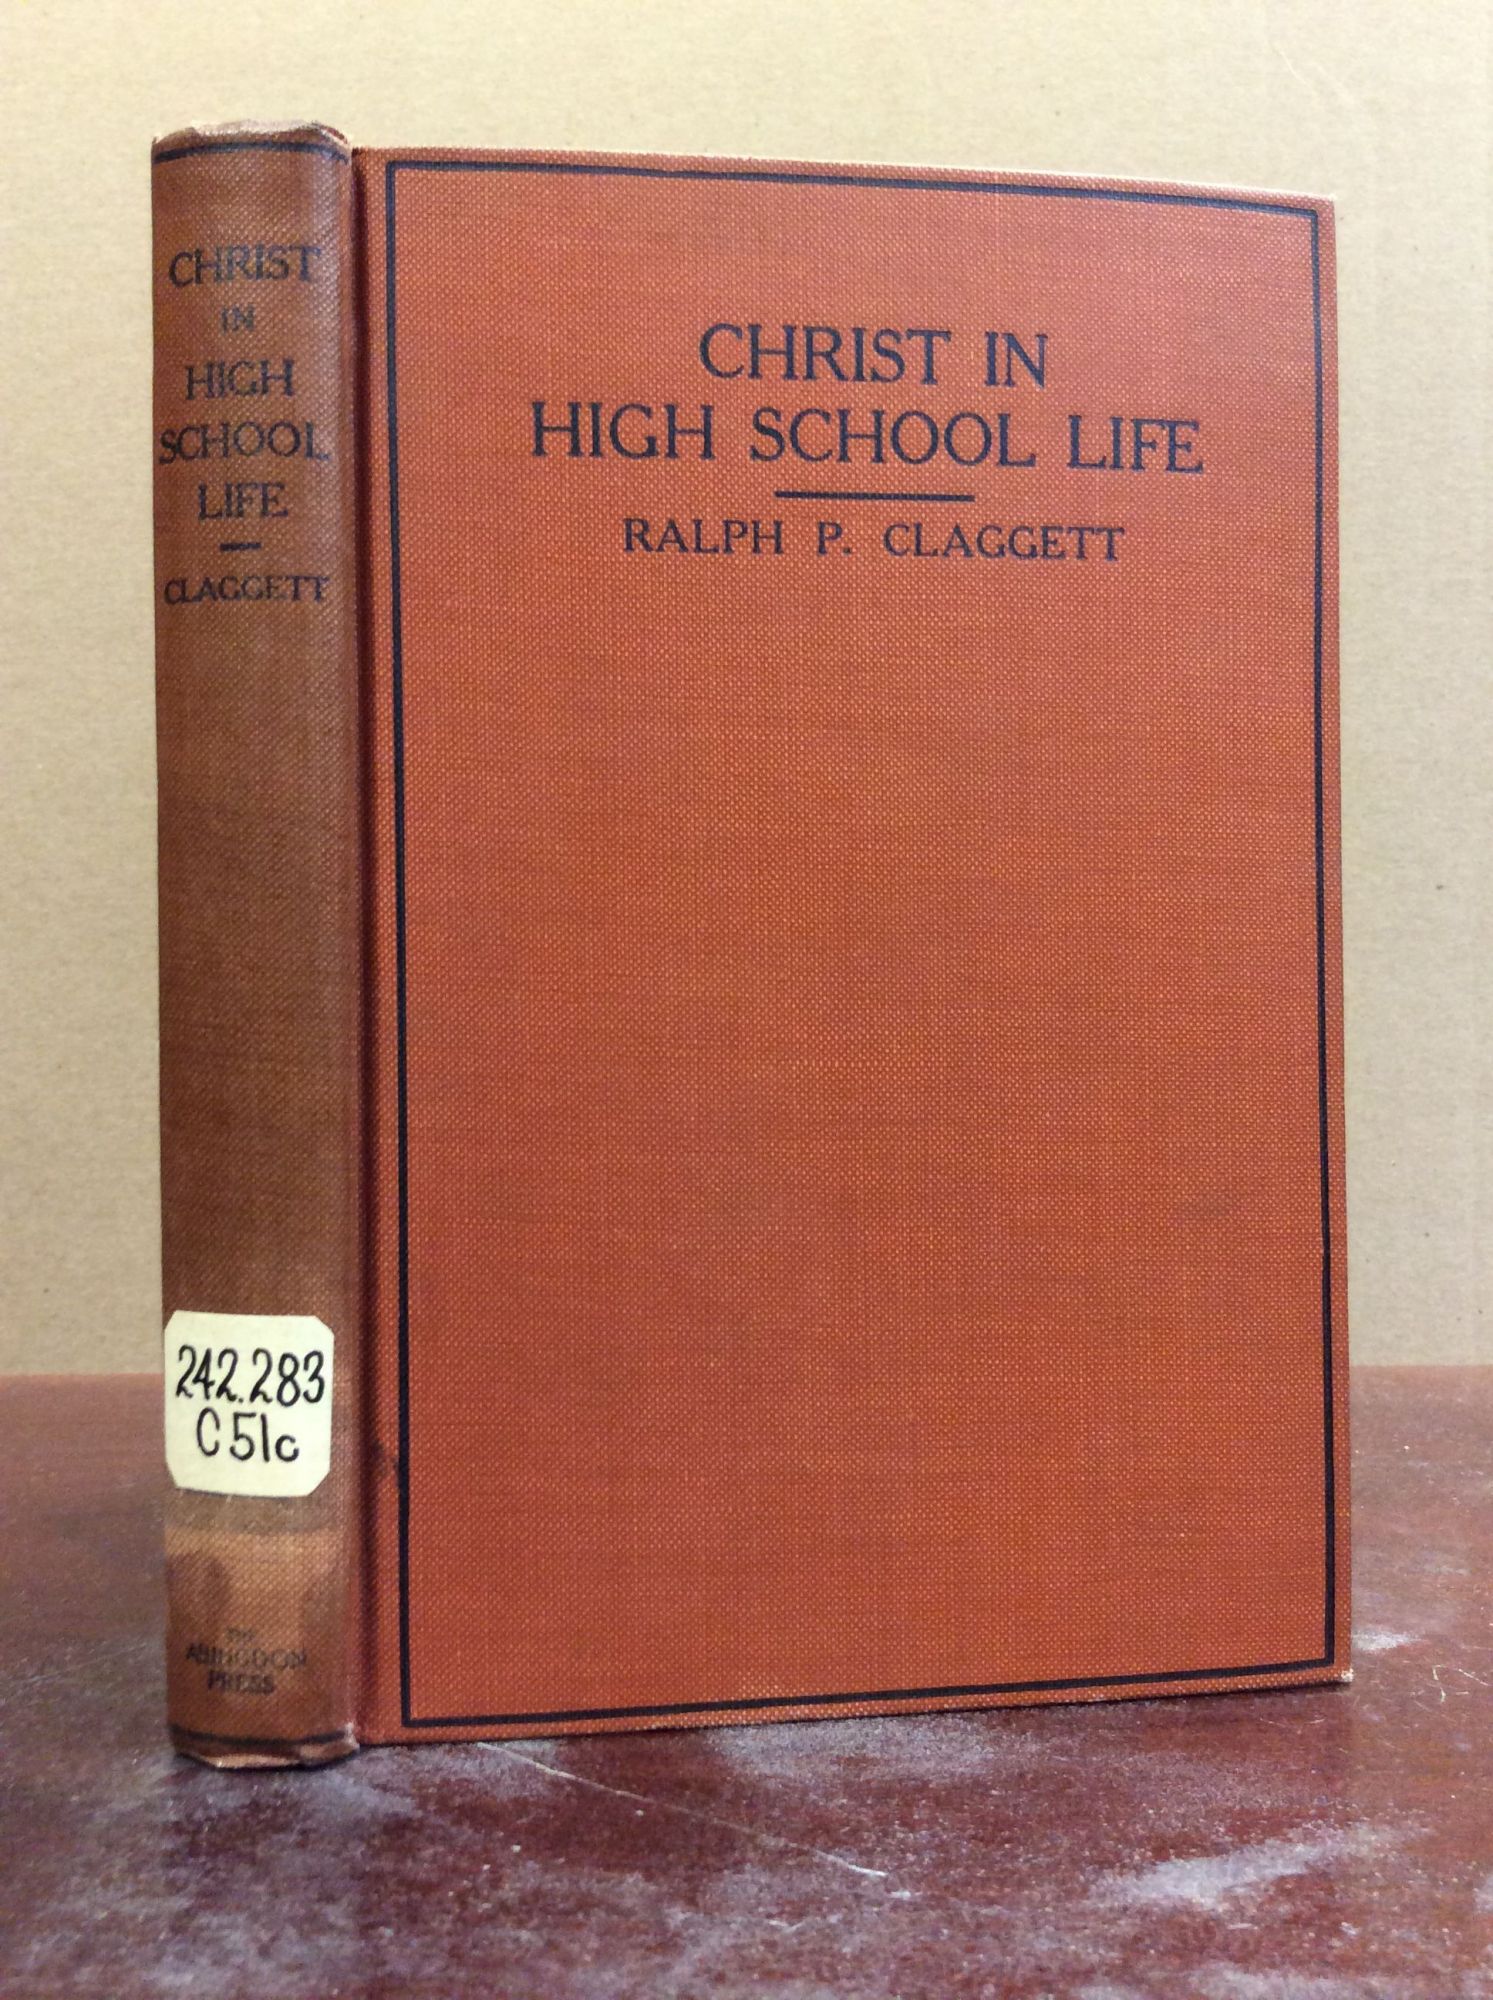 CHRIST
IN
HIGH
SCHOOL
LIFE
CLAGGETT
242.283
C51c
THE
ABINGDON
PRESS
CHRIST IN
HIGH SCHOOL LIFE
RALPH P. CLAGGETT